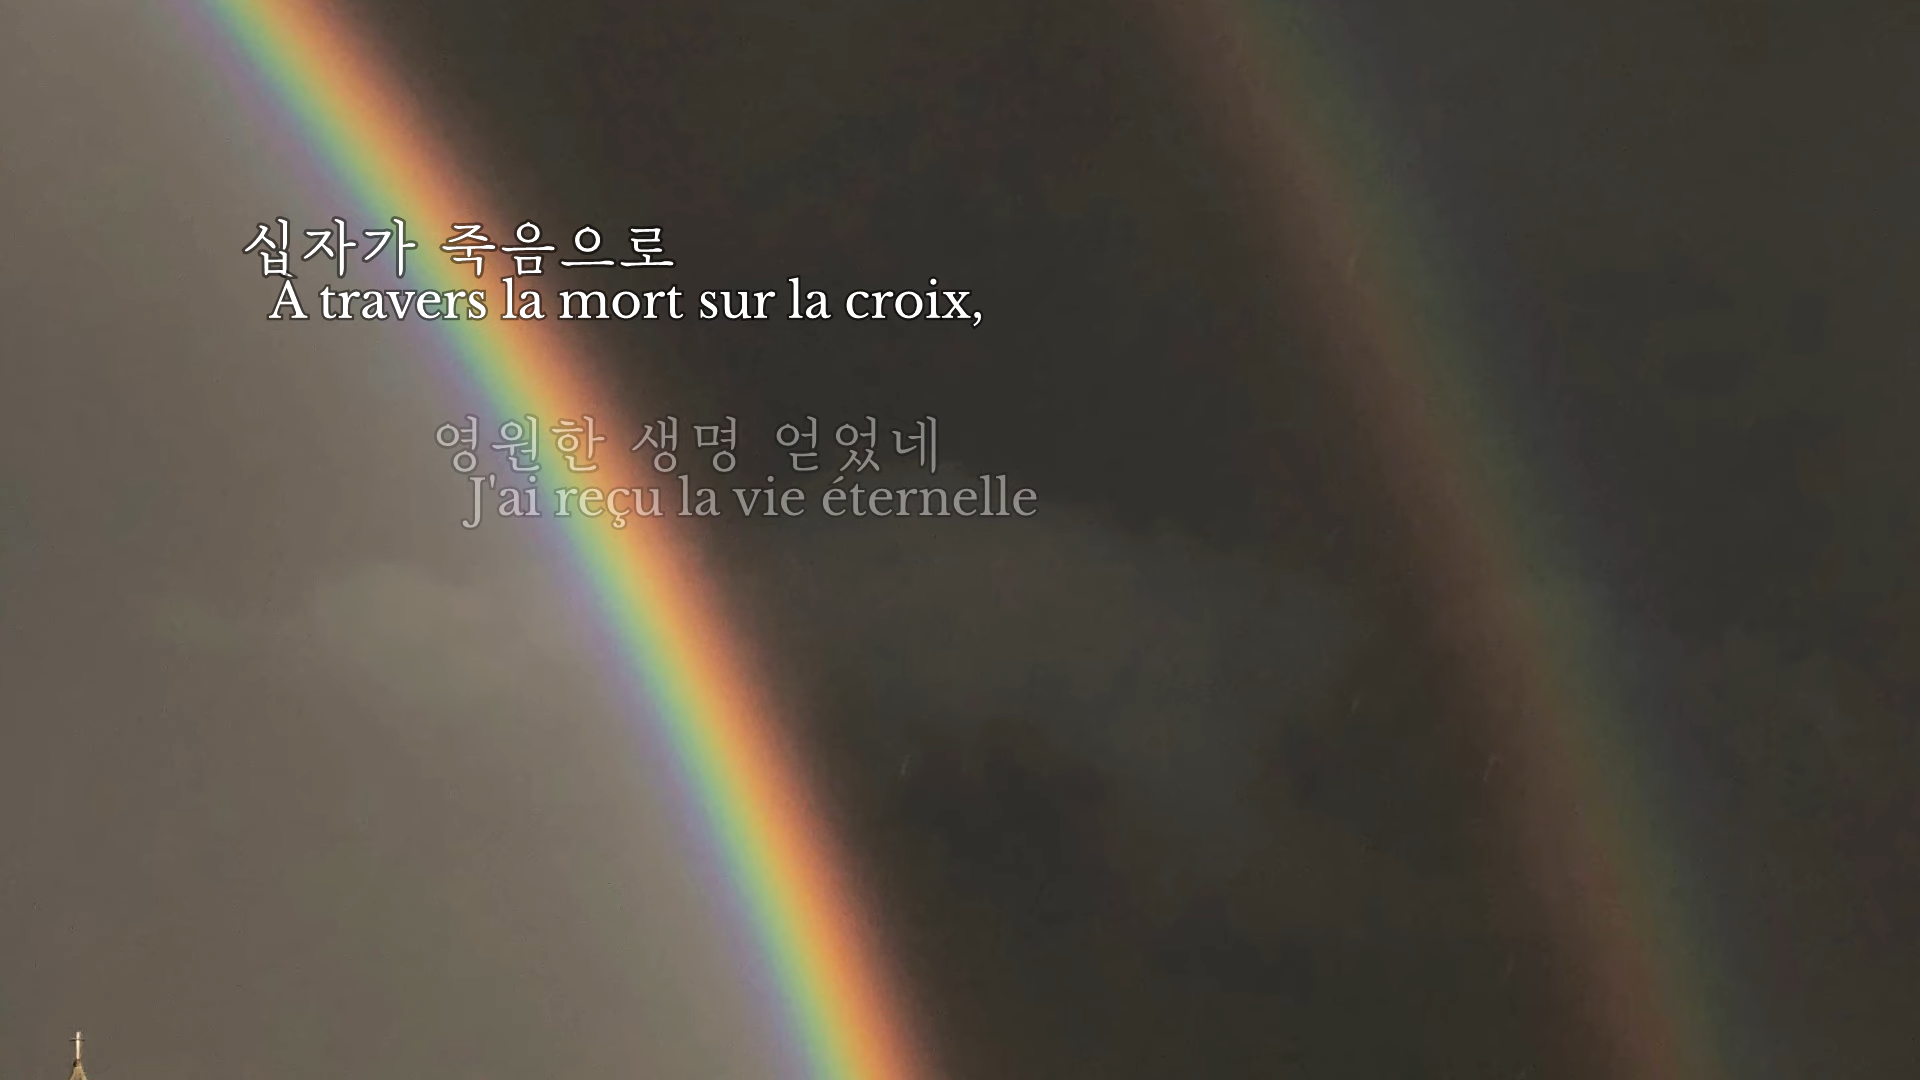 십자가 죽음으로
À travers la mort sur la croix,
영원한 생명 얻었네
J'ai reçu la vie éternelle